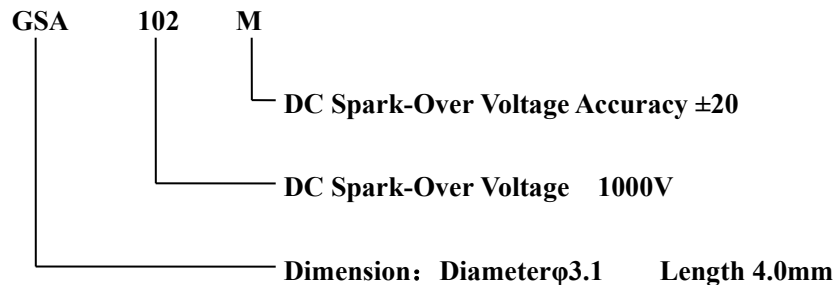 GSA 102 M
DC Spark-Over Voltage Accuracy ±20
DC Spark-Over Voltage 1000V
Dimension：Diameterφ3.1 Length 4.0mm